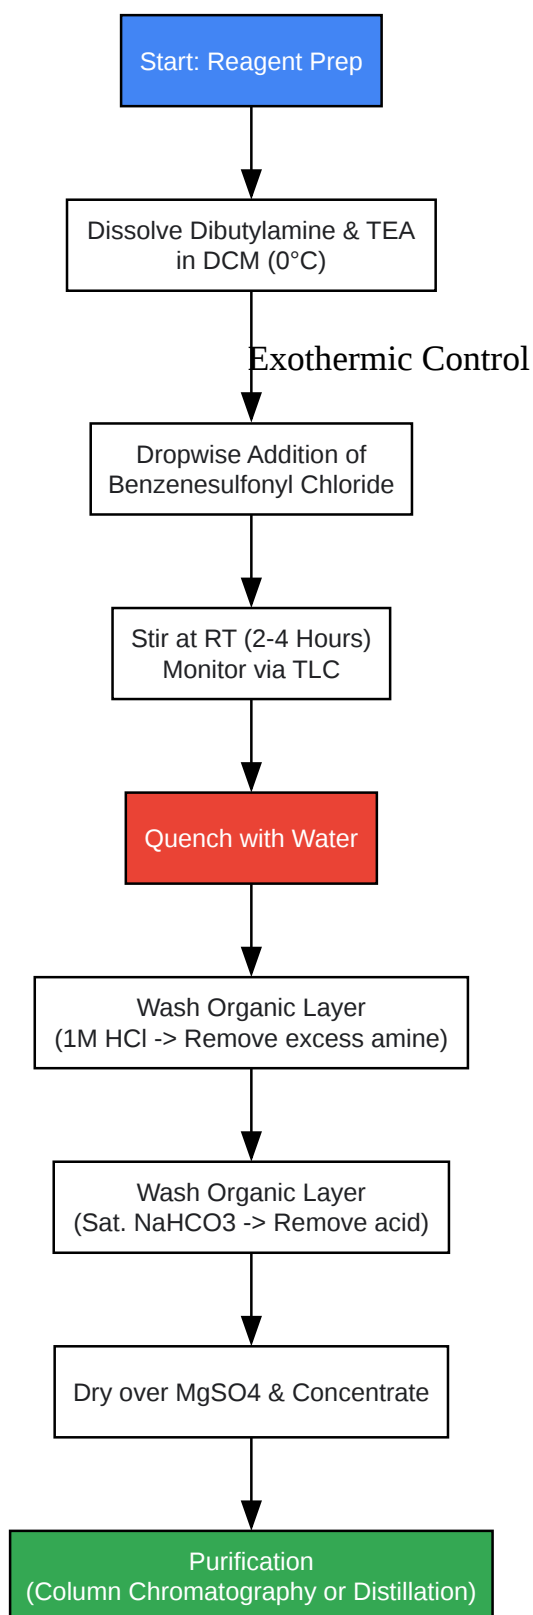 Start: Reagent Prep
Dissolve Dibutylamine & TEA
in DCM (0°C)
Exothermic Control
Dropwise Addition of
Benzenesulfonyl Chloride
Stir at RT (2-4 Hours)
Monitor via TLC
Quench with Water
Wash Organic Layer
(1M HCl -> Remove excess amine)
Wash Organic Layer
(Sat. NaHCO3 -> Remove acid)
Dry over MgSO4 & Concentrate
Purification
(Column Chromatography or Distillation)